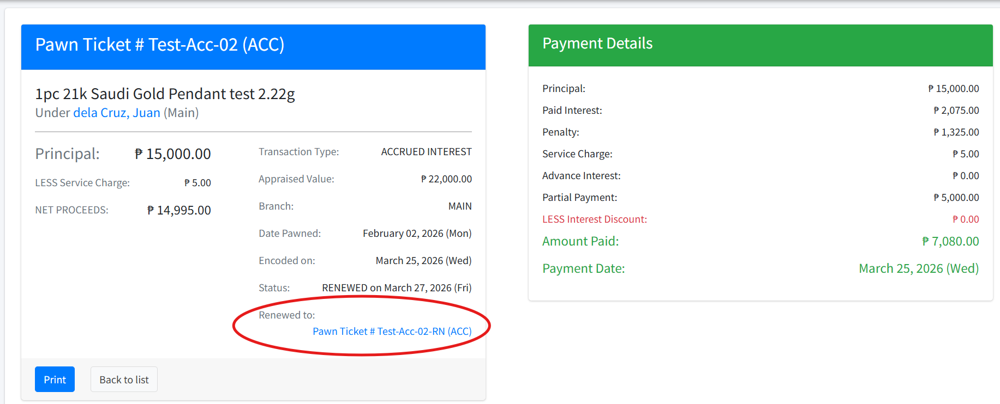 Pawn Ticket # Test-Acc-02 (ACC)
1pc 21k Saudi Gold Pendant test 2.22g
Under dela Cruz, Juan (Main)
Principal: ₱ 15,000.00
LESS Service Charge: ₱ 5.00
NET PROCEEDS: ₱ 14,995.00
Transaction Type: ACCRUED INTEREST
Appraised Value: ₱ 22,000.00
Branch: MAIN
Date Pawned: February 02, 2026 (Mon)
Encoded on: March 25, 2026 (Wed)
Status: RENEWED on March 27, 2026 (Fri)
Renewed to:
Pawn Ticket # Test-Acc-02-RN (ACC)
Print Back to list
Payment Details
Principal: ₱ 15,000.00
Paid Interest: ₱ 2,075.00
Penalty: ₱ 1,325.00
Service Charge: ₱ 5.00
Advance Interest: ₱ 0.00
Partial Payment: ₱ 5,000.00
LESS Interest Discount: ₱ 0.00
Amount Paid: ₱ 7,080.00
Payment Date: March 25, 2026 (Wed)